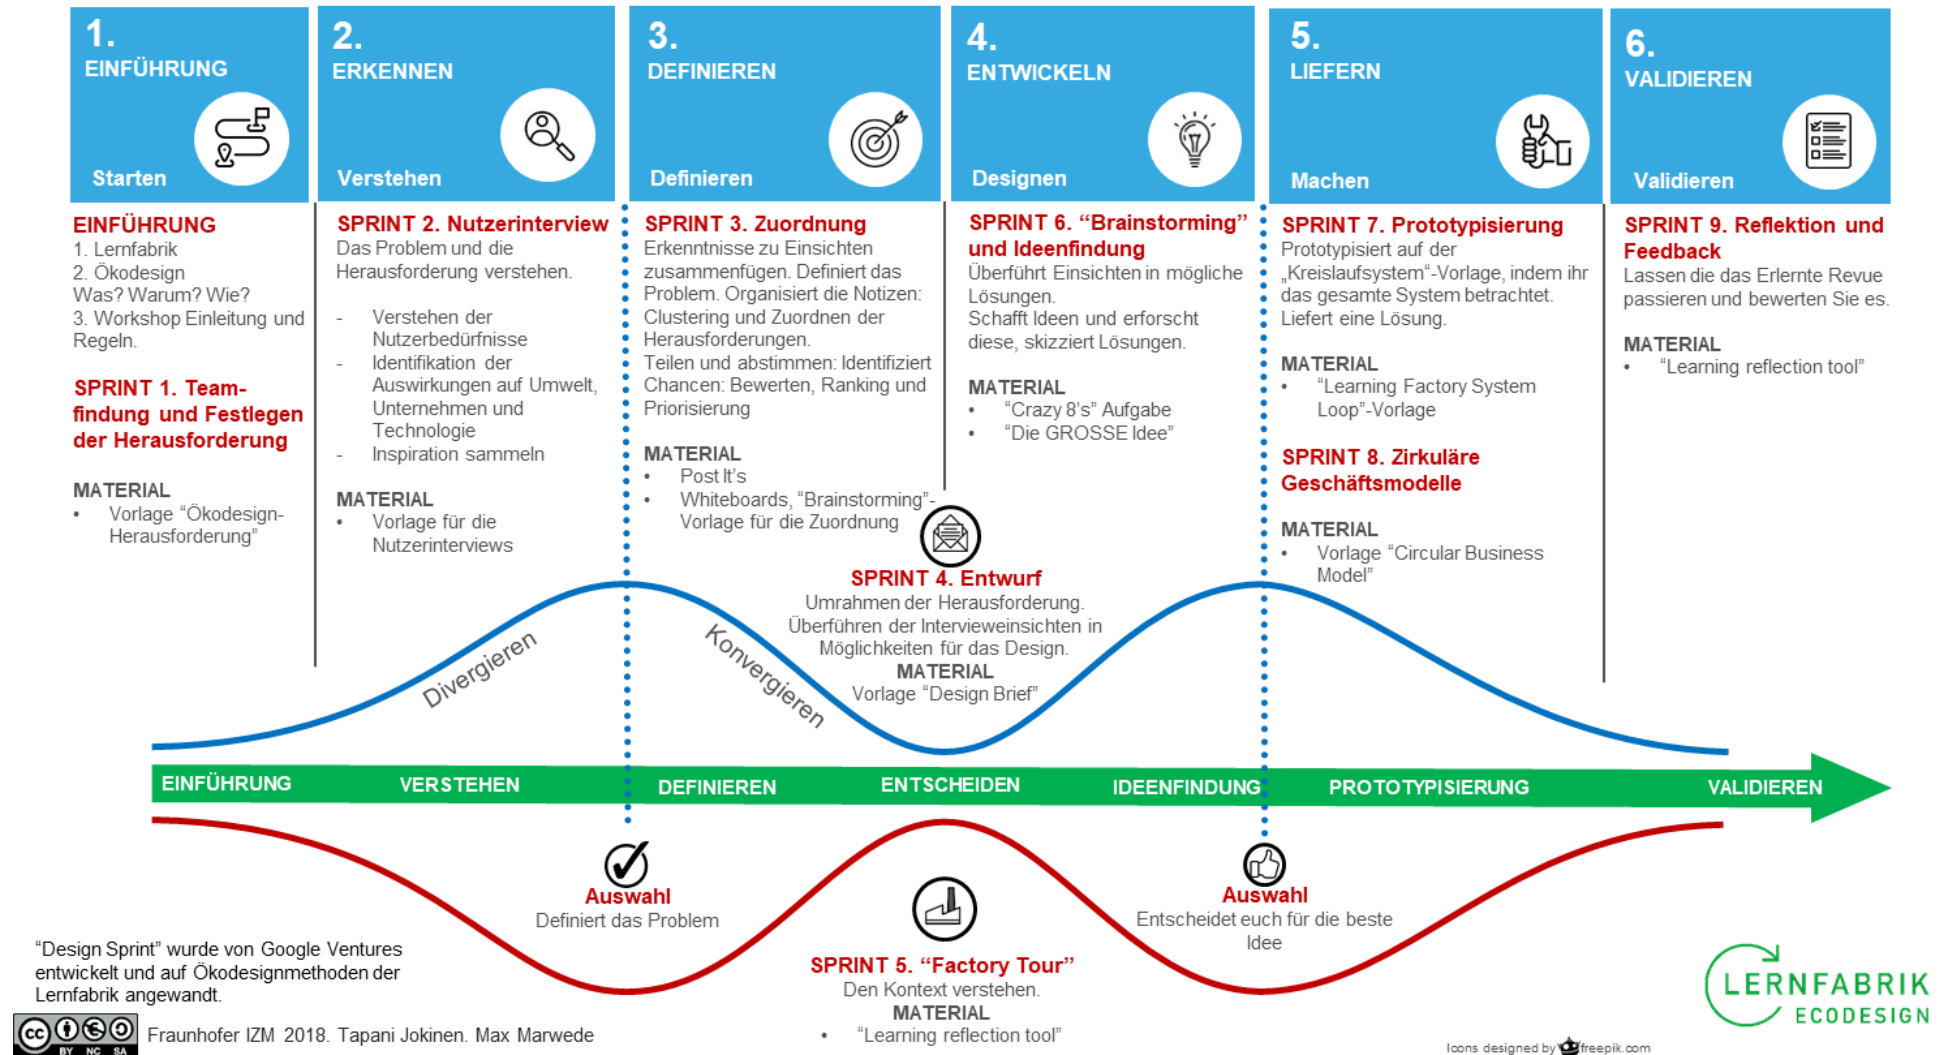 1.
EINFÜHRUNG
Starten
2.
ERKENNEN
Verstehen
3.
DEFINIEREN
Definieren
4.
ENTWICKELN
Designen
5.
LIEFERN
Machen
6.
VALIDIEREN
Validieren
EINFÜHRUNG
1. Lernfabrik
2. Ökodesign
Was? Warum? Wie?
3. Workshop Einleitung und
Regeln.
SPRINT 1. Team-
findung und Festlegen
der Herausforderung
MATERIAL
• Vorlage “Ökodesign-
Herausforderung”
SPRINT 2. Nutzerinterview
Das Problem und die
Herausforderung verstehen.
- Verstehen der
Nutzerbedürfnisse
- Identifikation der
Auswirkungen auf Umwelt,
Unternehmen und
Technologie
- Inspiration sammeln
MATERIAL
• Vorlage für die
Nutzerinterviews
SPRINT 3. Zuordnung
Erkenntnisse zu Einsichten
zusammenfügen. Definiert das
Problem. Organisiert die Notizen:
Clustering und Zuordnen der
Herausforderungen.
Teilen und abstimmen: Identifiziert
Chancen: Bewerten, Ranking und
Priorisierung
MATERIAL
• Post It’s
• Whiteboards, “Brainstorming”-
Vorlage für die Zuordnung
SPRINT 4. Entwurf
Umrahmen der Herausforderung.
Überführen der Intervieweinsichten in
Möglichkeiten für das Design.
MATERIAL
Vorlage “Design Brief”
SPRINT 6. “Brainstorming”
und Ideenfindung
Überführt Einsichten in mögliche
Lösungen.
Schafft Ideen und erforscht
diese, skizziert Lösungen.
MATERIAL
• “Crazy 8’s” Aufgabe
• “Die GROSSE Idee”
SPRINT 7. Prototypisierung
Prototypisiert auf der
„Kreislaufsystem“-Vorlage, indem ihr
das gesamte System betrachtet.
Liefert eine Lösung.
MATERIAL
• “Learning Factory System
Loop”-Vorlage
SPRINT 8. Zirkuläre
Geschäftsmodelle
MATERIAL
• Vorlage “Circular Business
Model”
SPRINT 9. Reflektion und
Feedback
Lassen die das Erlernte Revue
passieren und bewerten Sie es.
MATERIAL
• “Learning reflection tool”
Divergieren
Konvergieren
EINFÜHRUNG
VERSTEHEN
DEFINIEREN
ENTSCHEIDEN
IDEENFINDUNG
PROTOTYPISIERUNG
VALIDIEREN
Auswahl
Definiert das Problem
SPRINT 5. “Factory Tour”
Den Kontext verstehen.
MATERIAL
• “Learning reflection tool”
Auswahl
Entscheidet euch für die beste
Idee
“Design Sprint” wurde von Google Ventures
entwickelt und auf Ökodesignmethoden der
Lernfabrik angewandt.
cc
BY NC SA
Fraunhofer IZM 2018. Tapani Jokinen. Max Marwede
LERNFABRIK
ECODESIGN
Icons designed by freepik.com